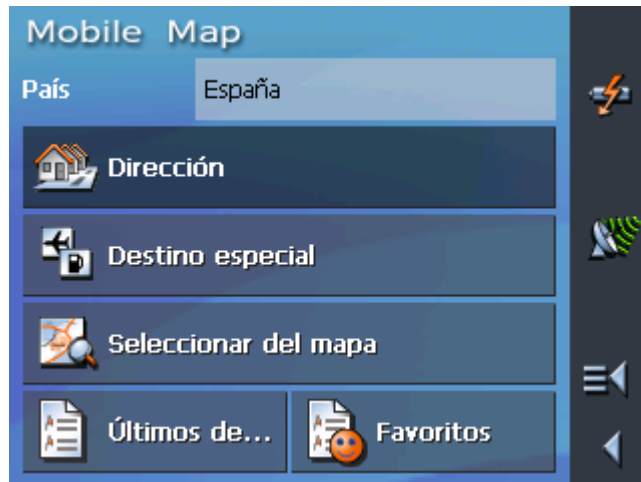 Mobile Map
País España
Dirección
Destino especial
Seleccionar del mapa
Últimos de... Favoritos